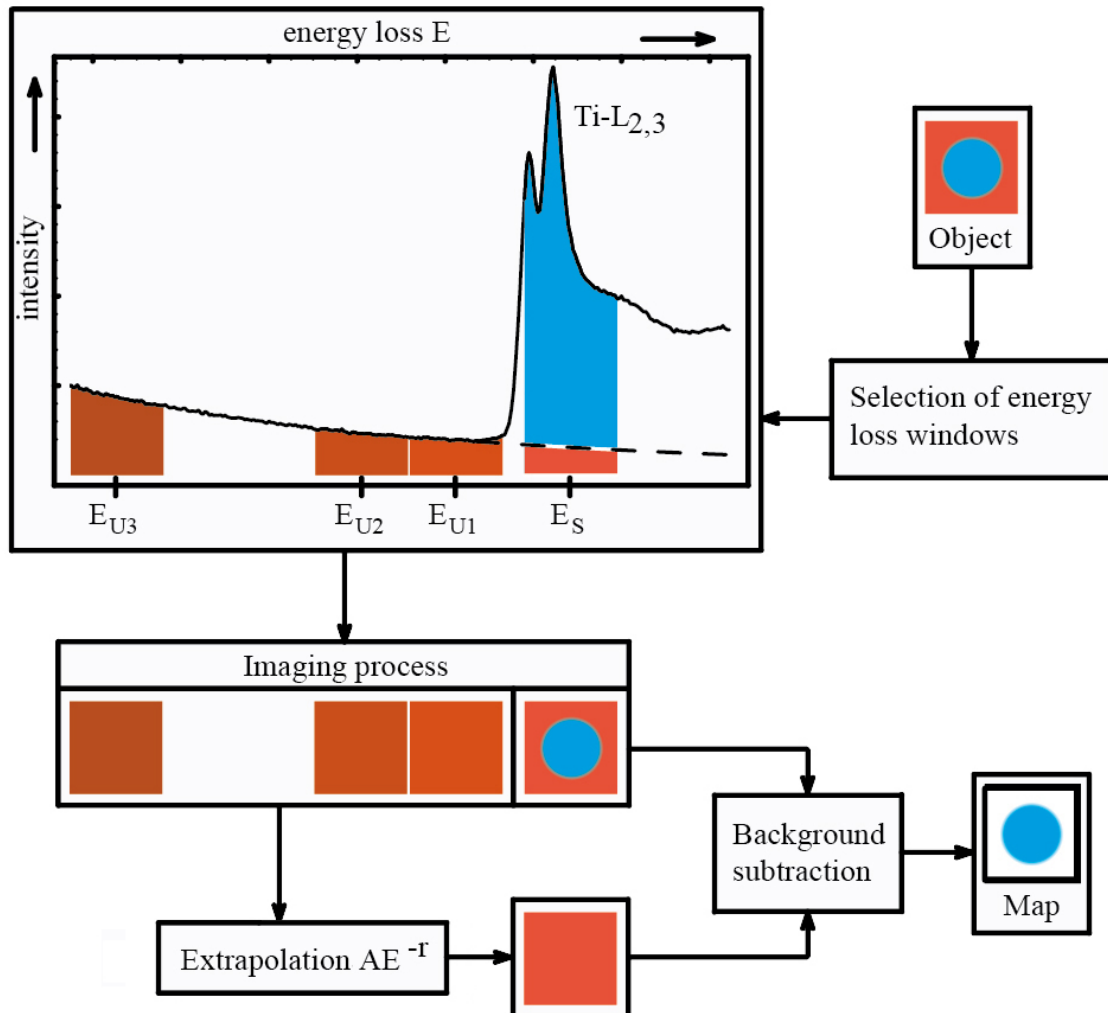 energy loss E
Ti-L2,3
intensity
EU3
EU2
EU1
ES
Object
Selection of energy
loss windows
Imaging process
Background
subtraction
Map
Extrapolation AE -r